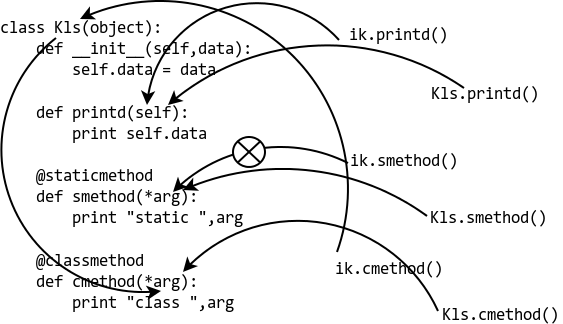 class Kls(object):
    def __init__(self,data):
        self.data = data
    def printd(self):
        print self.data
    @staticmethod
    def smethod(*arg):
        print "static ",arg
    @classmethod
    def cmethod(*arg):
        print "class ",arg
ik.printd()
Kls.printd()
ik.smethod()
Kls.smethod()
ik.cmethod()
Kls.cmethod()